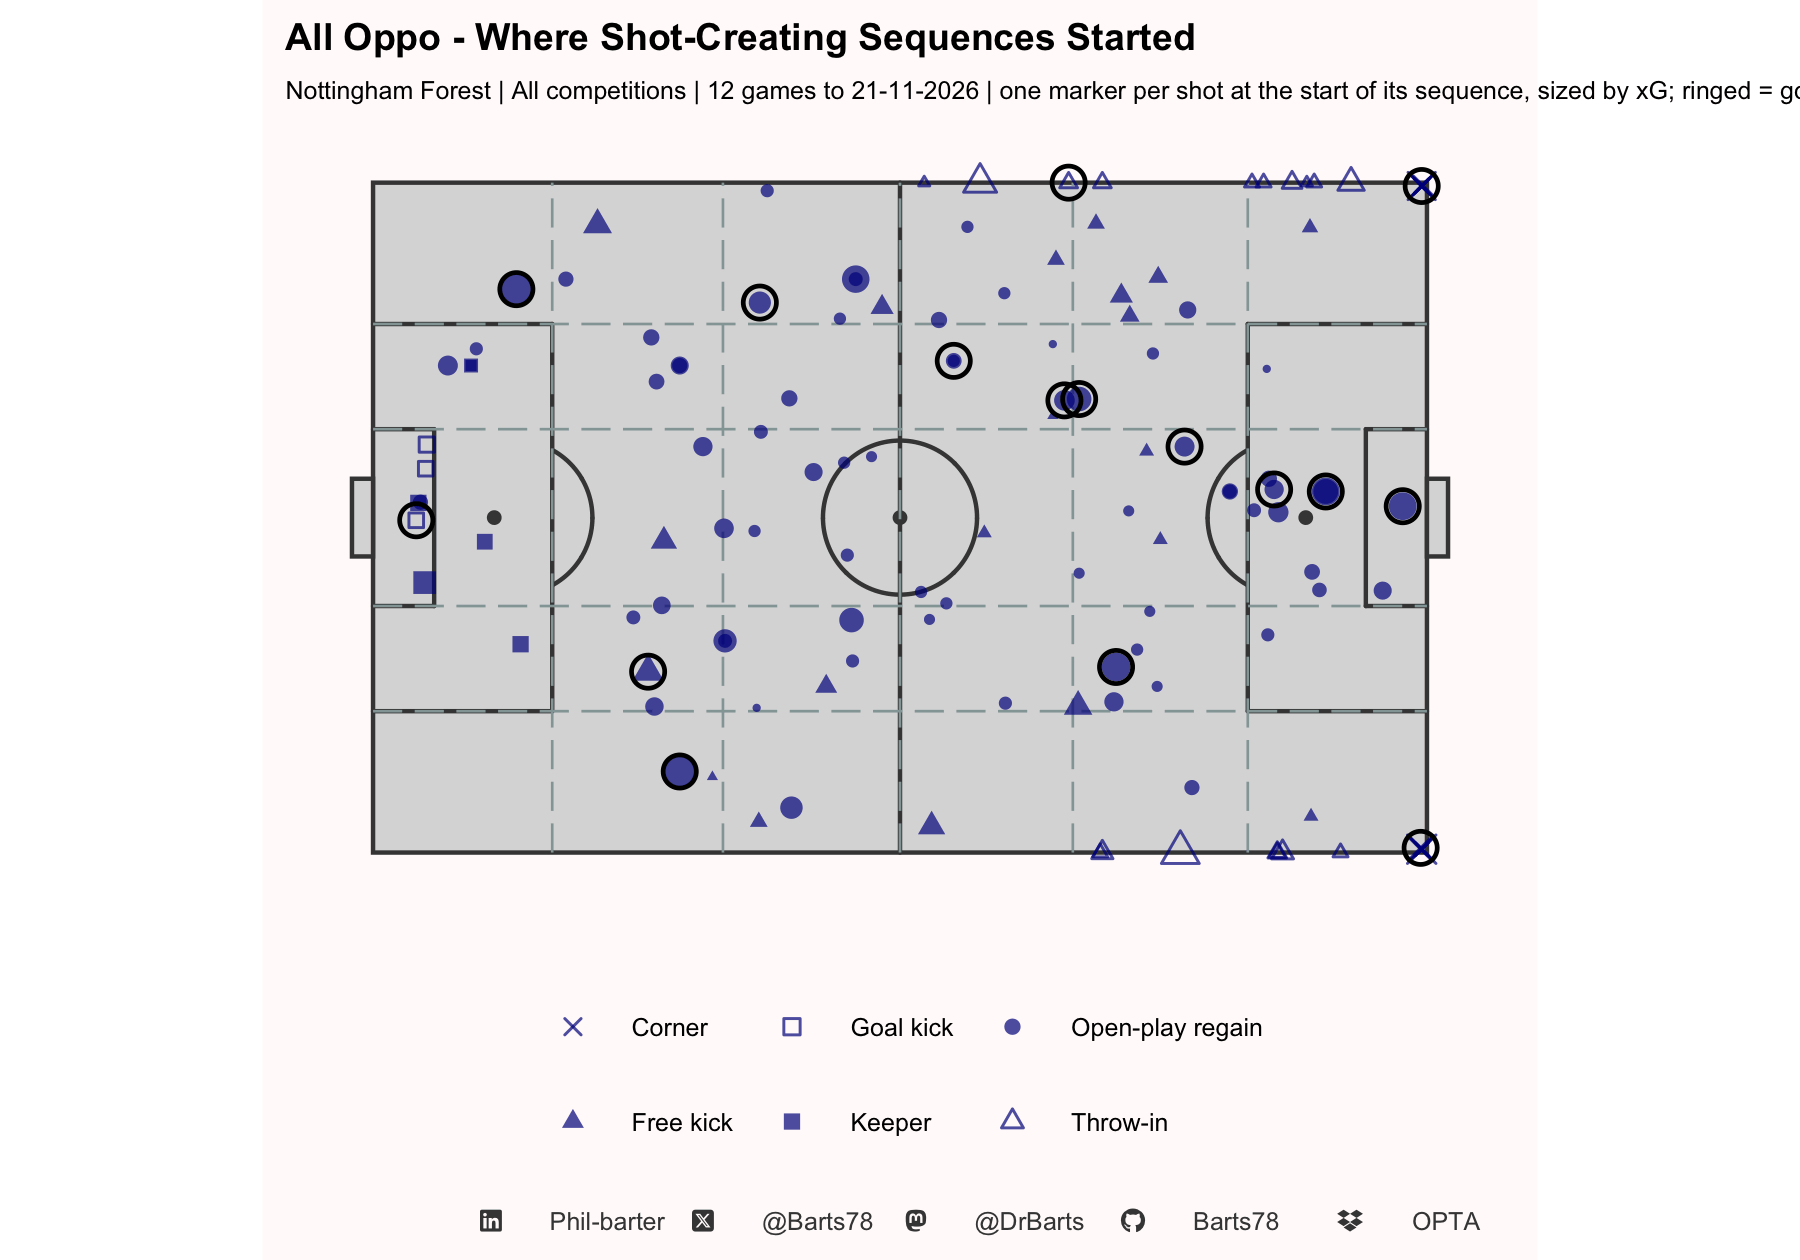 All Oppo - Where Shot-Creating Sequences Started
Nottingham Forest | All competitions | 12 games to 21-11-2026 | one marker per shot at the start of its sequence, sized by xG; ringed =
Corner
Goal kick
Open-play regain
Free kick
Keeper
Throw-in
Phil-barter
@Barts78
@DrBarts
Barts78
OPTA